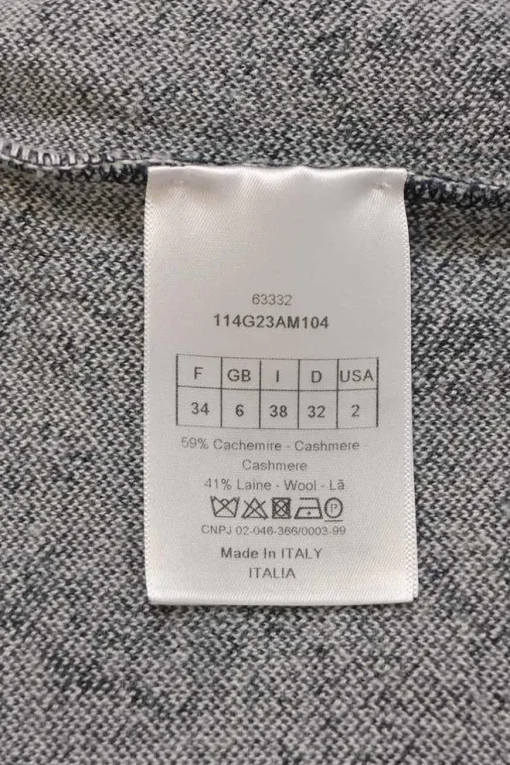 63332
114G23AM104
F GB I D USA
34 6 38 32 2
59% Cachemire - Cashmere -
Cashmere
41% Laine - Wool - Lã
P
CNPJ 02-046-366/0003-99
Made In ITALY
ITALIA